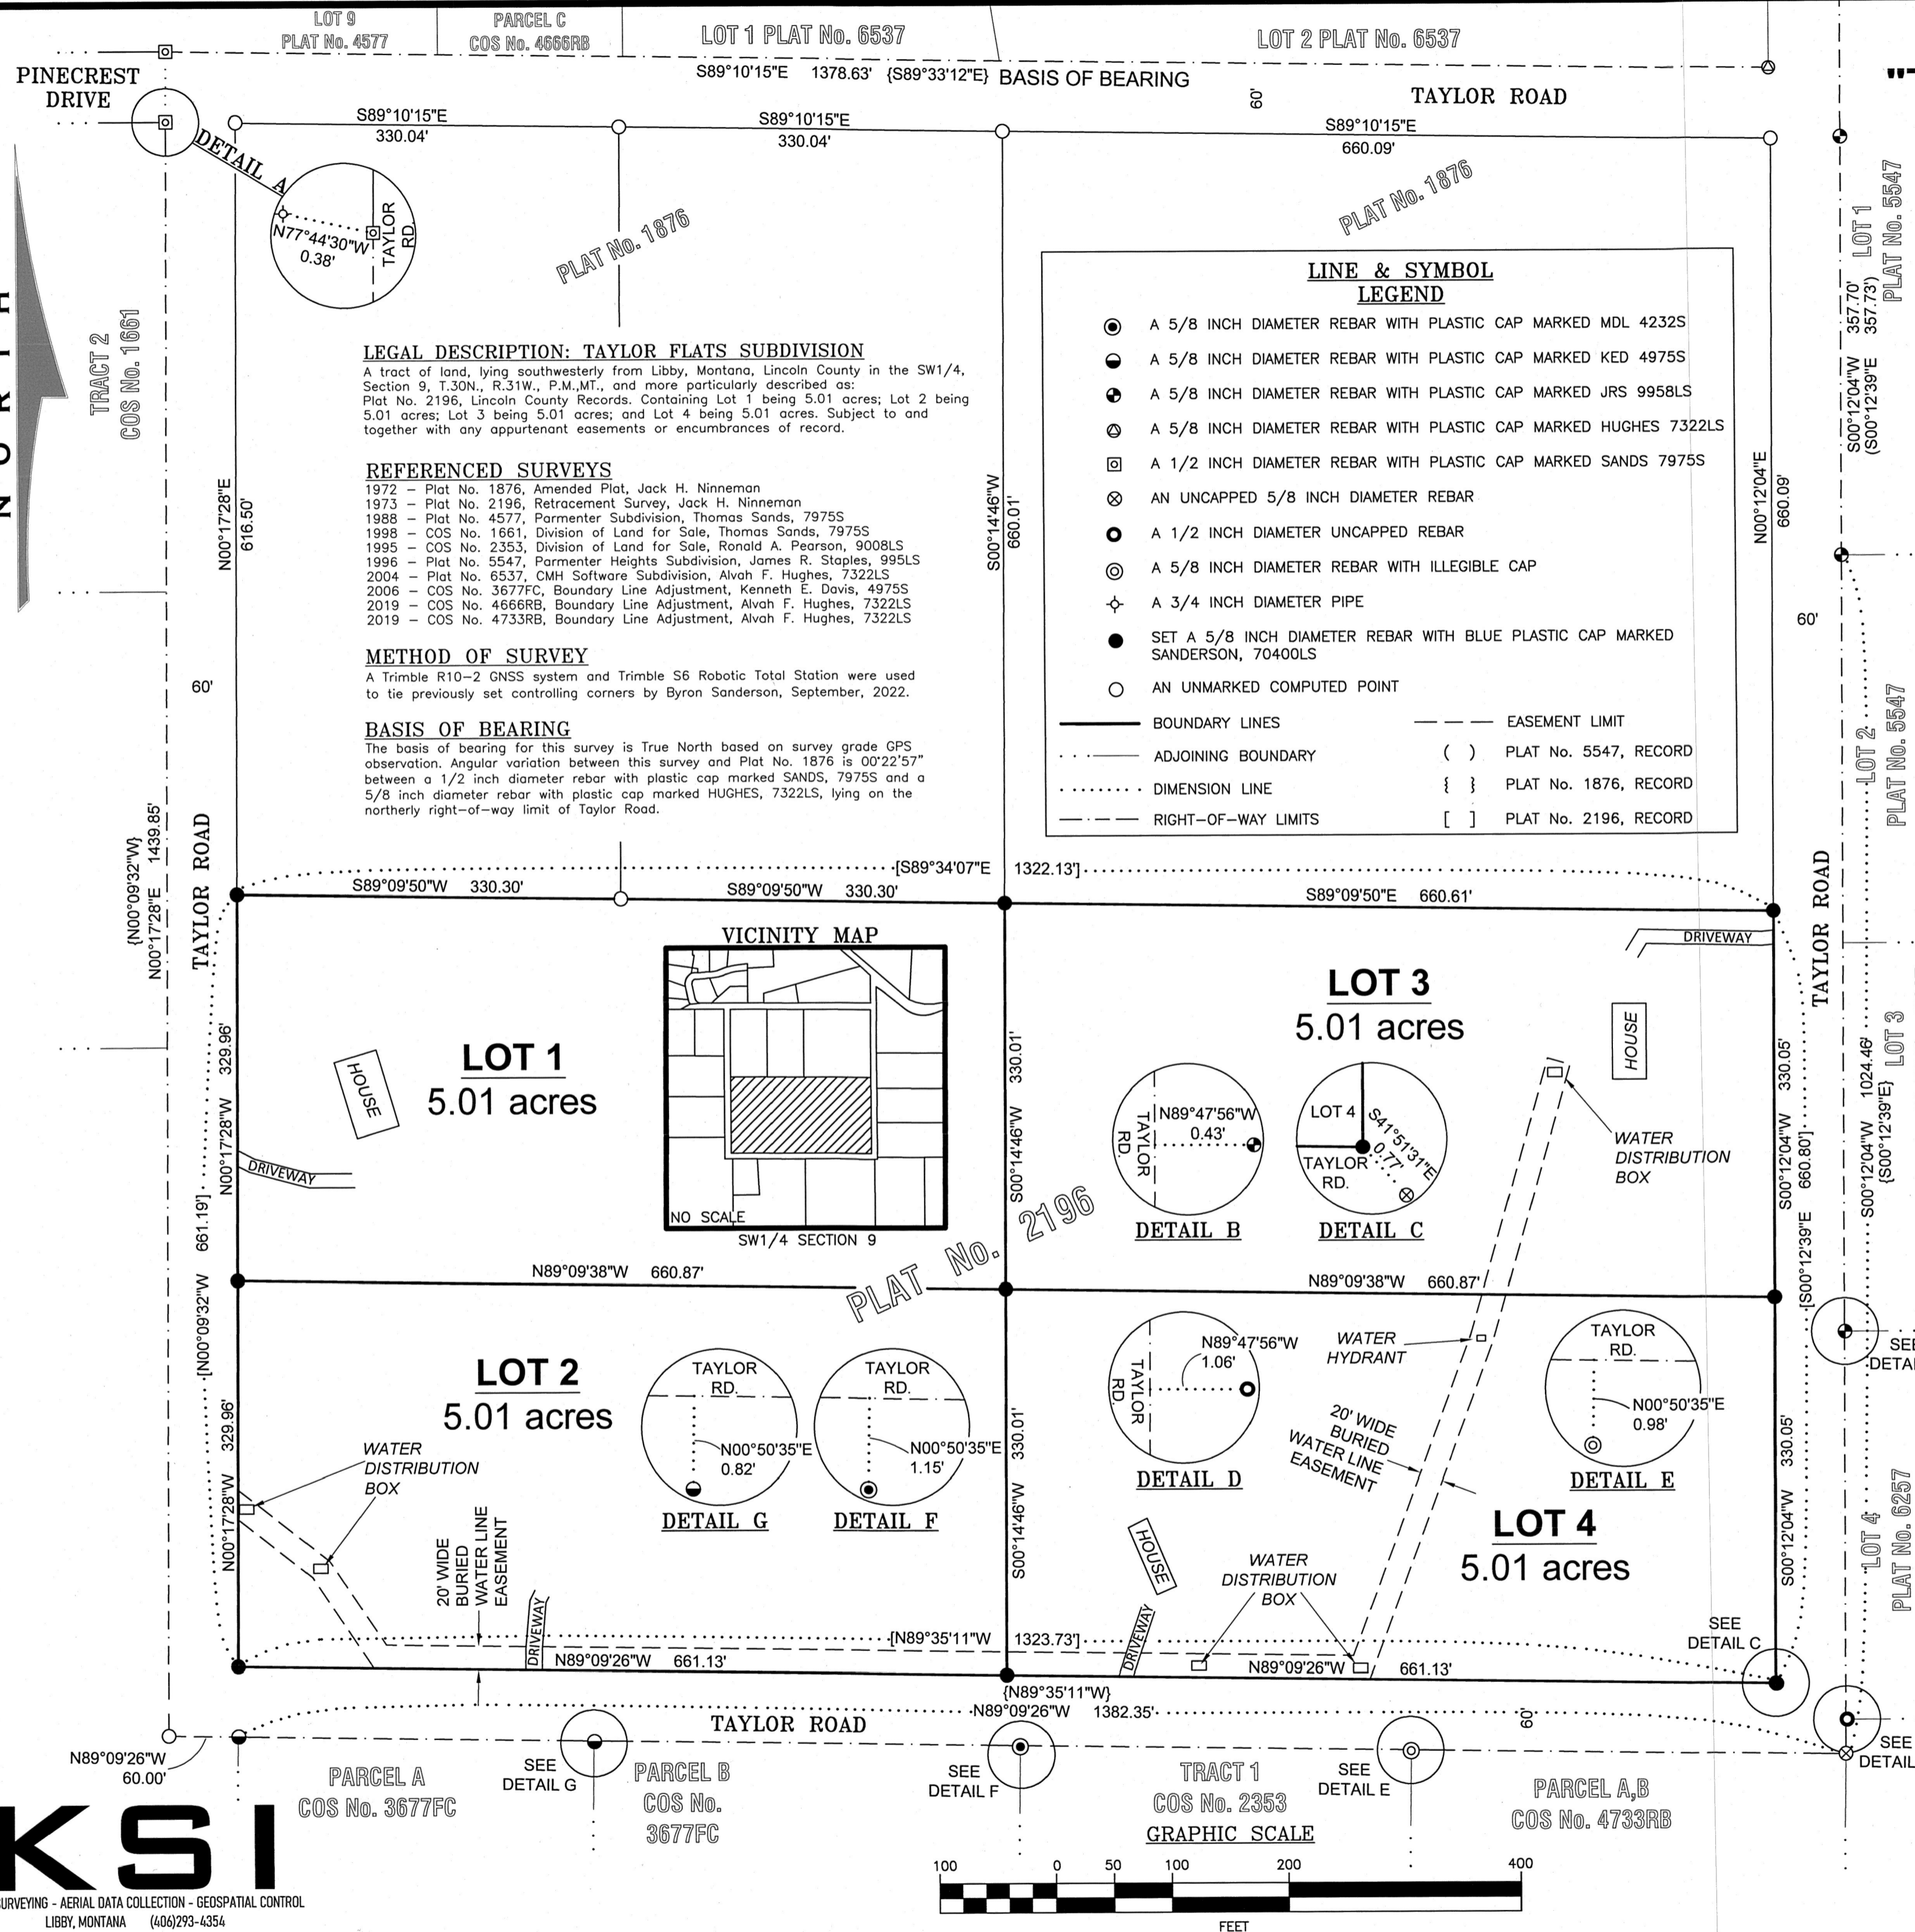 LOT 9
PLAT No. 4577
PARCEL C
COS No. 4666RB
LOT 1 PLAT No. 6537
LOT 2 PLAT No. 6537
S89°10'15"E 1378.63' {S89°33'12"E} BASIS OF BEARING
60'
TAYLOR ROAD
PINECREST
DRIVE
S89°10'15"E
330.04'
S89°10'15"E
330.04'
S89°10'15"E
660.09'
DETAIL A
N77°44'30"W
0.38'
TAYLOR
RD.
PLAT No. 1876
PLAT No. 1876
NORTH
TRACT 2
COS No. 1661
LOT 1
PLAT No. 5547
S00°12'04"W 357.70'
(S00°12'39"E 357.73')
LINE & SYMBOL
LEGEND
A 5/8 INCH DIAMETER REBAR WITH PLASTIC CAP MARKED MDL 4232S
A 5/8 INCH DIAMETER REBAR WITH PLASTIC CAP MARKED KED 4975S
A 5/8 INCH DIAMETER REBAR WITH PLASTIC CAP MARKED JRS 9958LS
A 5/8 INCH DIAMETER REBAR WITH PLASTIC CAP MARKED HUGHES 7322LS
A 1/2 INCH DIAMETER REBAR WITH PLASTIC CAP MARKED SANDS 7975S
AN UNCAPPED 5/8 INCH DIAMETER REBAR
A 1/2 INCH DIAMETER UNCAPPED REBAR
A 5/8 INCH DIAMETER REBAR WITH ILLEGIBLE CAP
A 3/4 INCH DIAMETER PIPE
SET A 5/8 INCH DIAMETER REBAR WITH BLUE PLASTIC CAP MARKED
SANDERSON, 70400LS
AN UNMARKED COMPUTED POINT
BOUNDARY LINES
EASEMENT LIMIT
ADJOINING BOUNDARY
( ) PLAT No. 5547, RECORD
DIMENSION LINE
{ } PLAT No. 1876, RECORD
RIGHT-OF-WAY LIMITS
[ ] PLAT No. 2196, RECORD
LEGAL DESCRIPTION: TAYLOR FLATS SUBDIVISION
A tract of land, lying southwesterly from Libby, Montana, Lincoln County in the SW1/4,
Section 9, T.30N., R.31W., P.M.,MT., and more particularly described as:
Plat No. 2196, Lincoln County Records. Containing Lot 1 being 5.01 acres; Lot 2 being
5.01 acres; Lot 3 being 5.01 acres; and Lot 4 being 5.01 acres. Subject to and
together with any appurtenant easements or encumbrances of record.
REFERENCED SURVEYS
1972 - Plat No. 1876, Amended Plat, Jack H. Ninneman
1973 - Plat No. 2196, Retracement Survey, Jack H. Ninneman
1988 - Plat No. 4577, Parmenter Subdivision, Thomas Sands, 7975S
1998 - COS No. 1661, Division of Land for Sale, Thomas Sands, 7975S
1995 - COS No. 2353, Division of Land for Sale, Ronald A. Pearson, 9008LS
1996 - Plat No. 5547, Parmenter Heights Subdivision, James R. Staples, 995LS
2004 - Plat No. 6537, CMH Software Subdivision, Alvah F. Hughes, 7322LS
2006 - COS No. 3677FC, Boundary Line Adjustment, Kenneth E. Davis, 4975S
2019 - COS No. 4666RB, Boundary Line Adjustment, Alvah F. Hughes, 7322LS
2019 - COS No. 4733RB, Boundary Line Adjustment, Alvah F. Hughes, 7322LS
METHOD OF SURVEY
A Trimble R10-2 GNSS system and Trimble S6 Robotic Total Station were used
to tie previously set controlling corners by Byron Sanderson, September, 2022.
BASIS OF BEARING
The basis of bearing for this survey is True North based on survey grade GPS
observation. Angular variation between this survey and Plat No. 1876 is 00°22'57"
between a 1/2 inch diameter rebar with plastic cap marked SANDS, 7975S and a
5/8 inch diameter rebar with plastic cap marked HUGHES, 7322LS, lying on the
northerly right-of-way limit of Taylor Road.
N00°17'28"E
616.50'
S00°14'46"W
660.01'
N00°12'04"E
660.09'
60'
60'
LOT 2
PLAT No. 5547
{N00°09'32"W}
N00°17'28"E 1439.85'
TAYLOR ROAD
TAYLOR ROAD
[S89°34'07"E 1322.13']
S89°09'50"W 330.30'
S89°09'50"W 330.30'
S89°09'50"E 660.61'
VICINITY MAP
NO SCALE
SW1/4 SECTION 9
LOT 1
5.01 acres
HOUSE
DRIVEWAY
N00°17'28"W 329.96'
[N00°09'32"W 661.19']
LOT 3
5.01 acres
HOUSE
DRIVEWAY
S00°14'46"W 330.01'
S00°12'04"W 330.05'
[S00°12'39"E 660.80']
S00°12'04"W 1024.46'
{S00°12'39"E}
LOT 3
TAYLOR
RD.
N89°47'56"W
0.43'
DETAIL B
LOT 4
TAYLOR
RD.
S41°51'31"E
0.77'
DETAIL C
WATER
DISTRIBUTION
BOX
PLAT No. 2196
N89°09'38"W 660.87'
N89°09'38"W 660.87'
LOT 2
5.01 acres
TAYLOR
RD.
N00°50'35"E
0.82'
DETAIL G
TAYLOR
RD.
N00°50'35"E
1.15'
DETAIL F
TAYLOR
RD.
N89°47'56"W
1.06'
DETAIL D
WATER
HYDRANT
TAYLOR
RD.
N00°50'35"E
0.98'
DETAIL E
SEE
N00°17'28"W 329.96'
WATER
DISTRIBUTION
BOX
20' WIDE
BURIED
WATER LINE
EASEMENT
DRIVEWAY
S00°14'46"W 330.01'
20' WIDE
BURIED
WATER LINE
EASEMENT
LOT 4
5.01 acres
HOUSE
WATER
DISTRIBUTION
BOX
DRIVEWAY
S00°12'04"W 330.05'
LOT 4
PLAT No. 6257
SEE
DETAIL C
[N89°35'11"W 1323.73']
N89°09'26"W 661.13'
N89°09'26"W 661.13'
{N89°35'11"W}
N89°09'26"W 1382.35'
60'
TAYLOR ROAD
N89°09'26"W
60.00'
SEE
DETAIL G
SEE
DETAIL F
SEE
DETAIL E
SEE
DETAIL
PARCEL A
COS No. 3677FC
PARCEL B
COS No.
3677FC
TRACT 1
COS No. 2353
PARCEL A,B
COS No. 4733RB
GRAPHIC SCALE
100 0 50 100 200 400
FEET
KSI
SURVEYING - AERIAL DATA COLLECTION - GEOSPATIAL CONTROL
LIBBY, MONTANA (406)293-4354